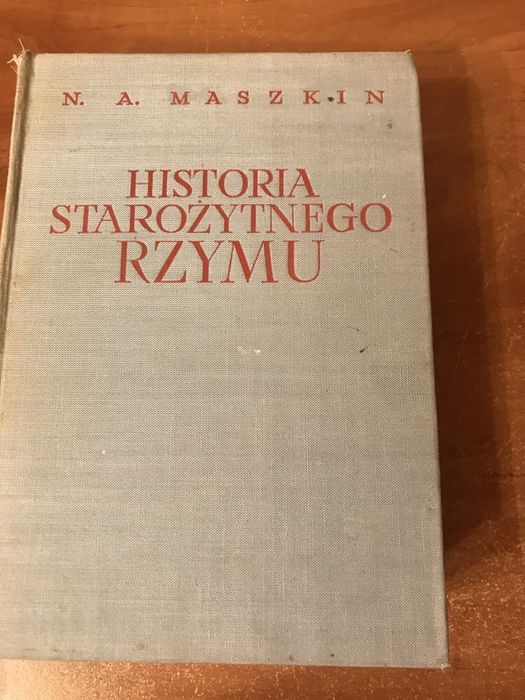 N. A. MASZKIN
HISTORIA
STAROŻYTNEGO
RZYMU